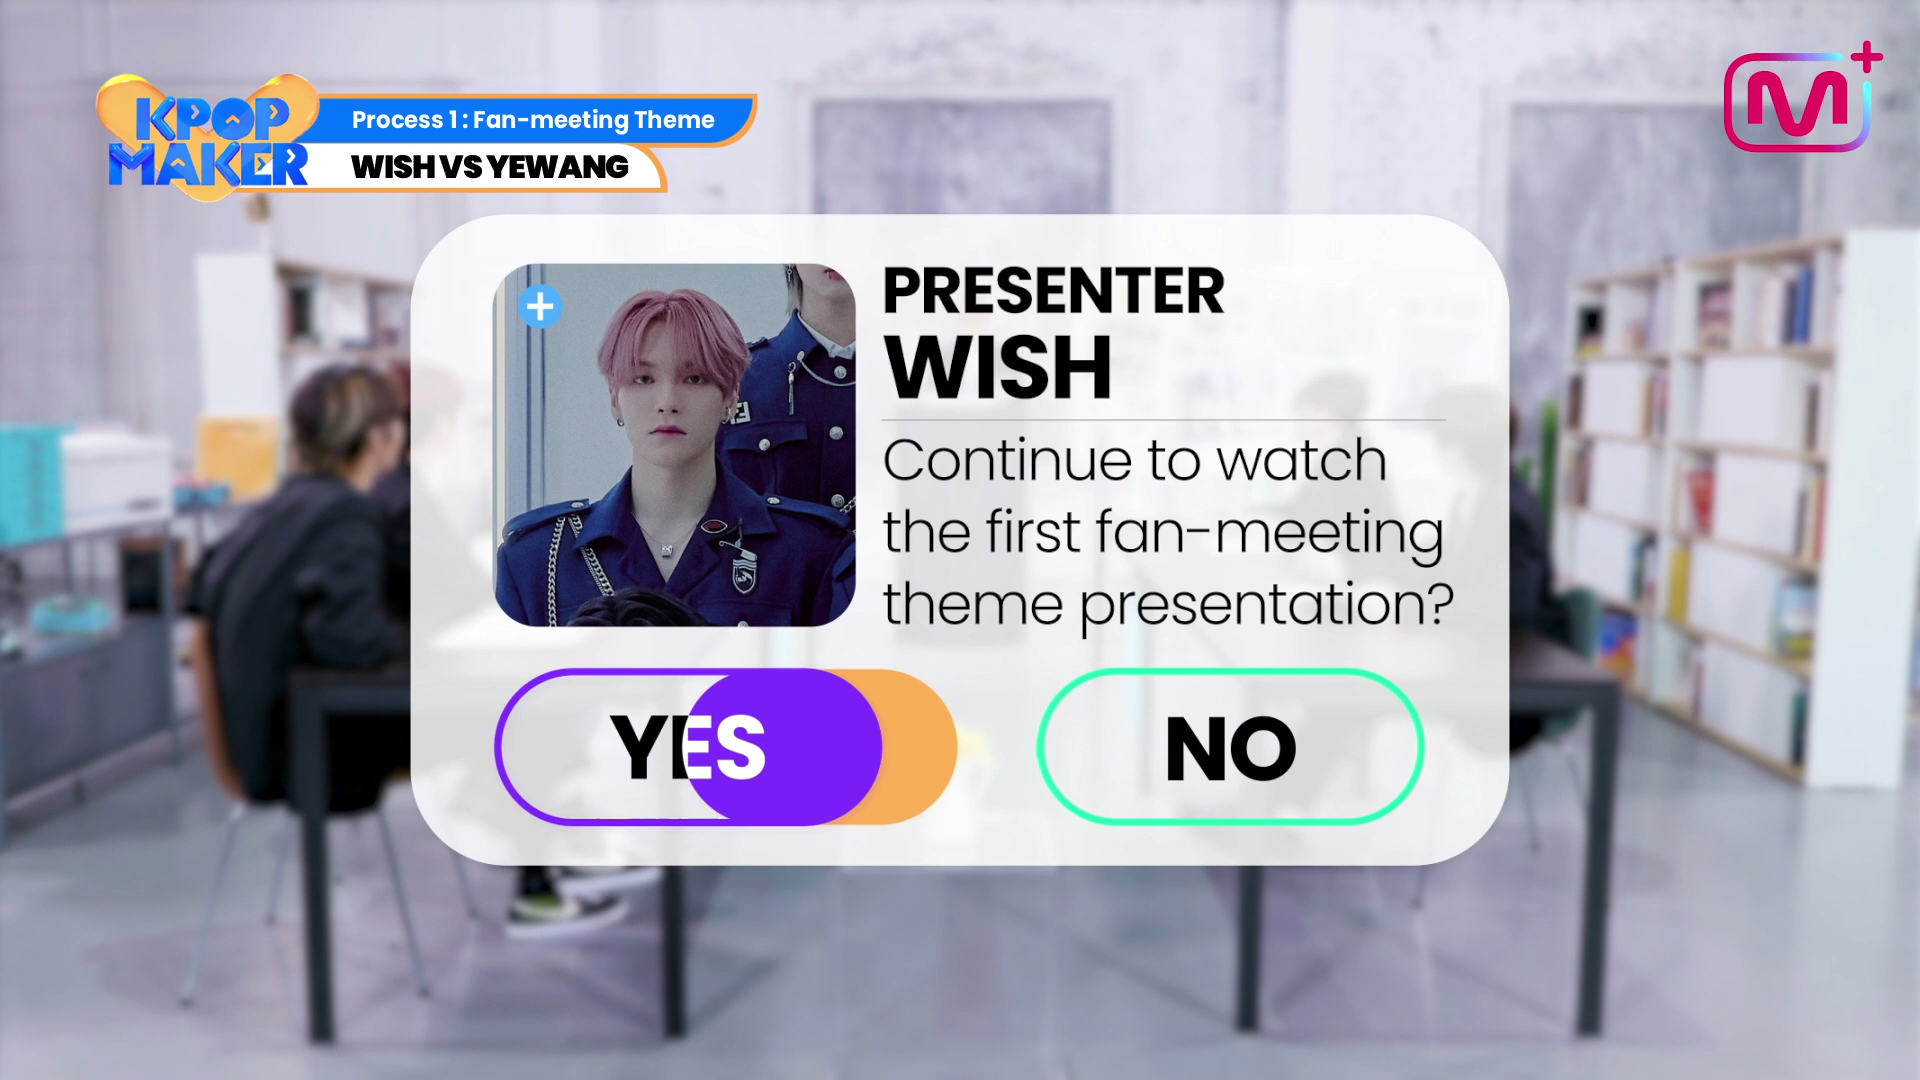 KPOP
MAKER
Process 1 : Fan-meeting Theme
WISH VS YEWANG
M+
PRESENTER
WISH
Continue to watch
the first fan-meeting
theme presentation?
YES
NO